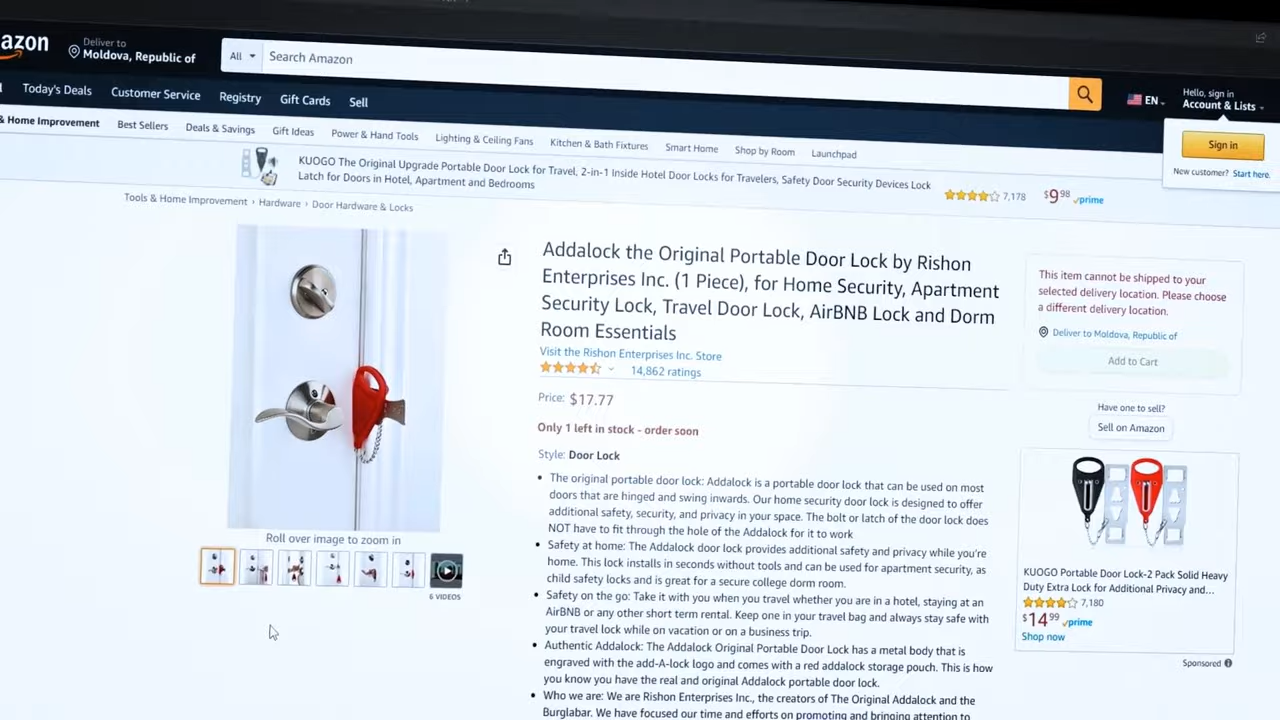 azon
Deliver to
Moldova, Republic of
All
Search Amazon
EN
Hello, sign in
Account & Lists
Today's Deals
Customer Service
Registry
Gift Cards
Sell
Sign in
New customer? Start here.
& Home Improvement
Best Sellers
Deals & Savings
Gift Ideas
Power & Hand Tools
Lighting & Ceiling Fans
Kitchen & Bath Fixtures
Smart Home
Shop by Room
Launchpad
KUOGO The Original Upgrade Portable Door Lock for Travel, 2-in-1 Inside Hotel Door Locks for Travelers, Safety Door Security Devices Lock
Latch for Doors in Hotel, Apartment and Bedrooms
7,178
$9.98 prime
Tools & Home Improvement › Hardware › Door Hardware & Locks
Addalock the Original Portable Door Lock by Rishon
Enterprises Inc. (1 Piece), for Home Security, Apartment
Security Lock, Travel Door Lock, AirBNB Lock and Dorm
Room Essentials
Visit the Rishon Enterprises Inc. Store
14,862 ratings
Price: $17.77
Only 1 left in stock - order soon
Style: Door Lock
• The original portable door lock: Addalock is a portable door lock that can be used on most
doors that are hinged and swing inwards. Our home security door lock is designed to offer
additional safety, security, and privacy in your space. The bolt or latch of the door lock does
NOT have to fit through the hole of the Addalock for it to work
• Safety at home: The Addalock door lock provides additional safety and privacy while you're
home. This lock installs in seconds without tools and can be used for apartment security, as
child safety locks and is great for a secure college dorm room.
• Safety on the go: Take it with you when you travel whether you are in a hotel, staying at an
AirBNB or any other short term rental. Keep one in your travel bag and always stay safe with
your travel lock while on vacation or on a business trip.
• Authentic Addalock: The Addalock Original Portable Door Lock has a metal body that is
engraved with the add-A-lock logo and comes with a red addalock storage pouch. This is how
you know you have the real and original Addalock portable door lock.
• Who we are: We are Rishon Enterprises Inc., the creators of The Original Addalock and the
Burglabar. We have focused our time and efforts on promoting and bringing attention to
Roll over image to zoom in
6 VIDEOS
This item cannot be shipped to your
selected delivery location. Please choose
a different delivery location.
Deliver to Moldova, Republic of
Add to Cart
Have one to sell?
Sell on Amazon
KUOGO Portable Door Lock-2 Pack Solid Heavy
Duty Extra Lock for Additional Privacy and...
7,180
$14.99 prime
Shop now
Sponsored